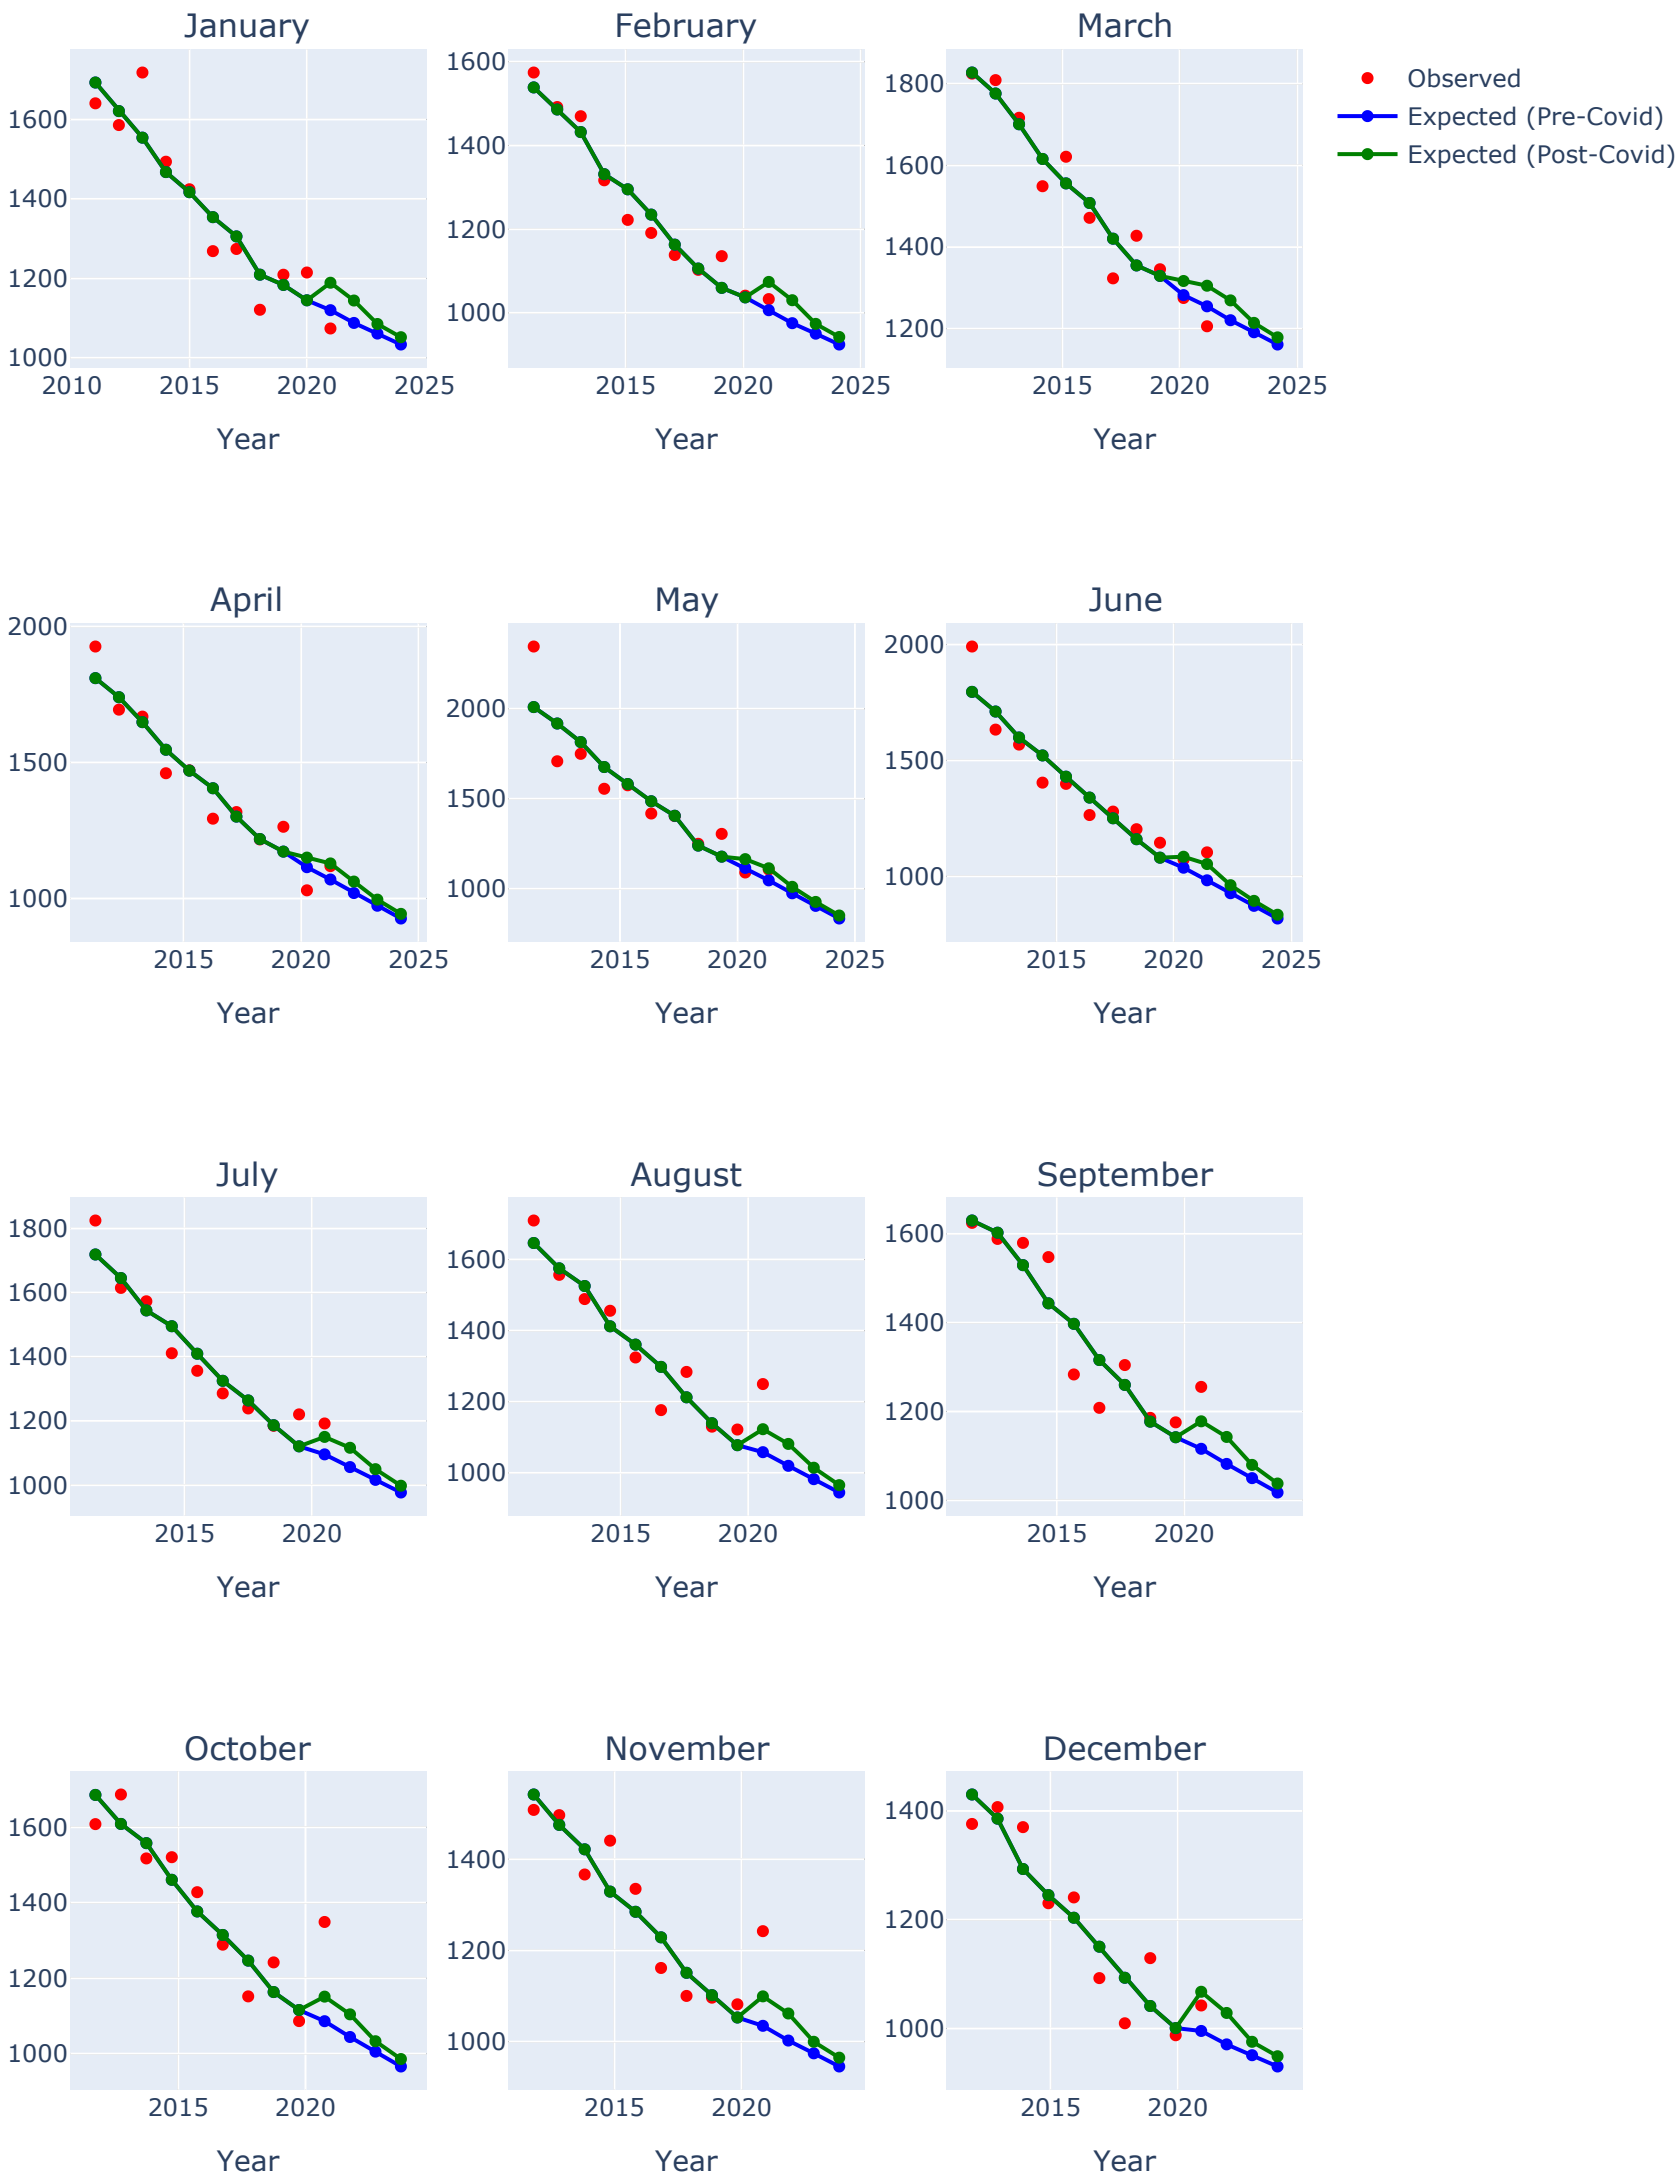 January
February
March
Observed
Expected (Pre-Covid)
Expected (Post-Covid)
1600
1400
1200
1000
2010
2015
2020
2025
Year
1600
1400
1200
1000
2015
2020
2025
Year
1800
1600
1400
1200
2015
2020
2025
Year
April
May
June
2000
1500
1000
2015
2020
2025
Year
2000
1500
1000
2015
2020
2025
Year
2000
1500
1000
2015
2020
2025
Year
July
August
September
1800
1600
1400
1200
1000
2015
2020
Year
1600
1400
1200
1000
2015
2020
Year
1600
1400
1200
1000
2015
2020
Year
October
November
December
1600
1400
1200
1000
2015
2020
Year
1400
1200
1000
2015
2020
Year
1400
1200
1000
2015
2020
Year